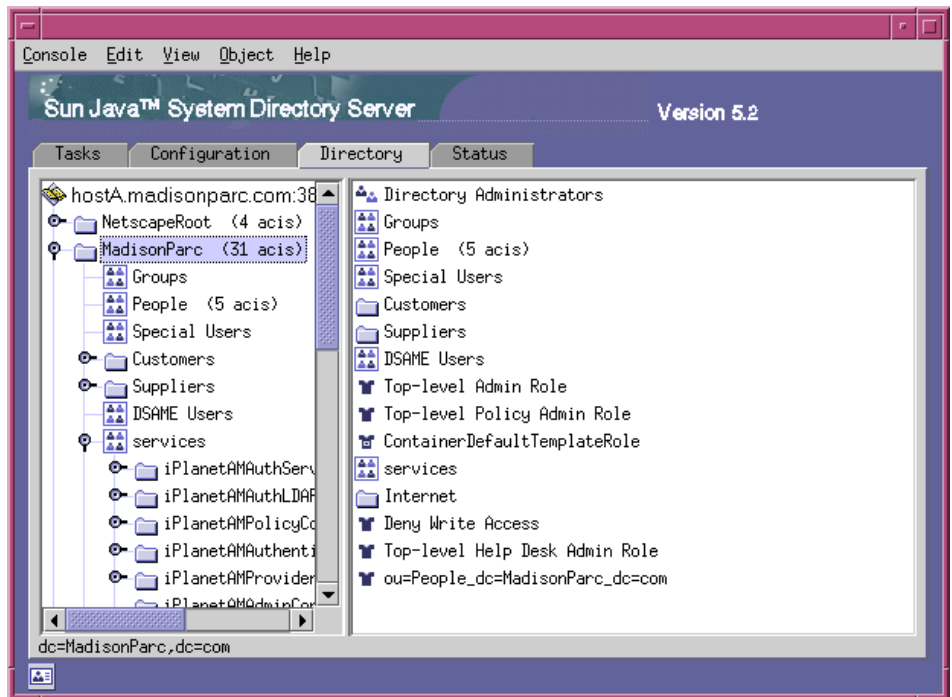 Console Edit View Object Help
Sun Java™ System Directory Server
Version 5.2
Tasks Configuration Directory Status
hostA.madisonparc.com:38
NetscapeRoot (4 acis)
MadisonParc (31 acis)
Groups
People (5 acis)
Special Users
Customers
Suppliers
DSAME Users
services
iPlanetAMAuthServ
iPlanetAMAuthLDAP
iPlanetAMPolicyCo
iPlanetAMAuthenti
iPlanetAMProvider
iPlanetAMAdminCon
Directory Administrators
Groups
People (5 acis)
Special Users
Customers
Suppliers
DSAME Users
Top-level Admin Role
Top-level Policy Admin Role
ContainerDefaultTemplateRole
services
Internet
Deny Write Access
Top-level Help Desk Admin Role
ou=People_dc=MadisonParc_dc=com
dc=MadisonParc,dc=com